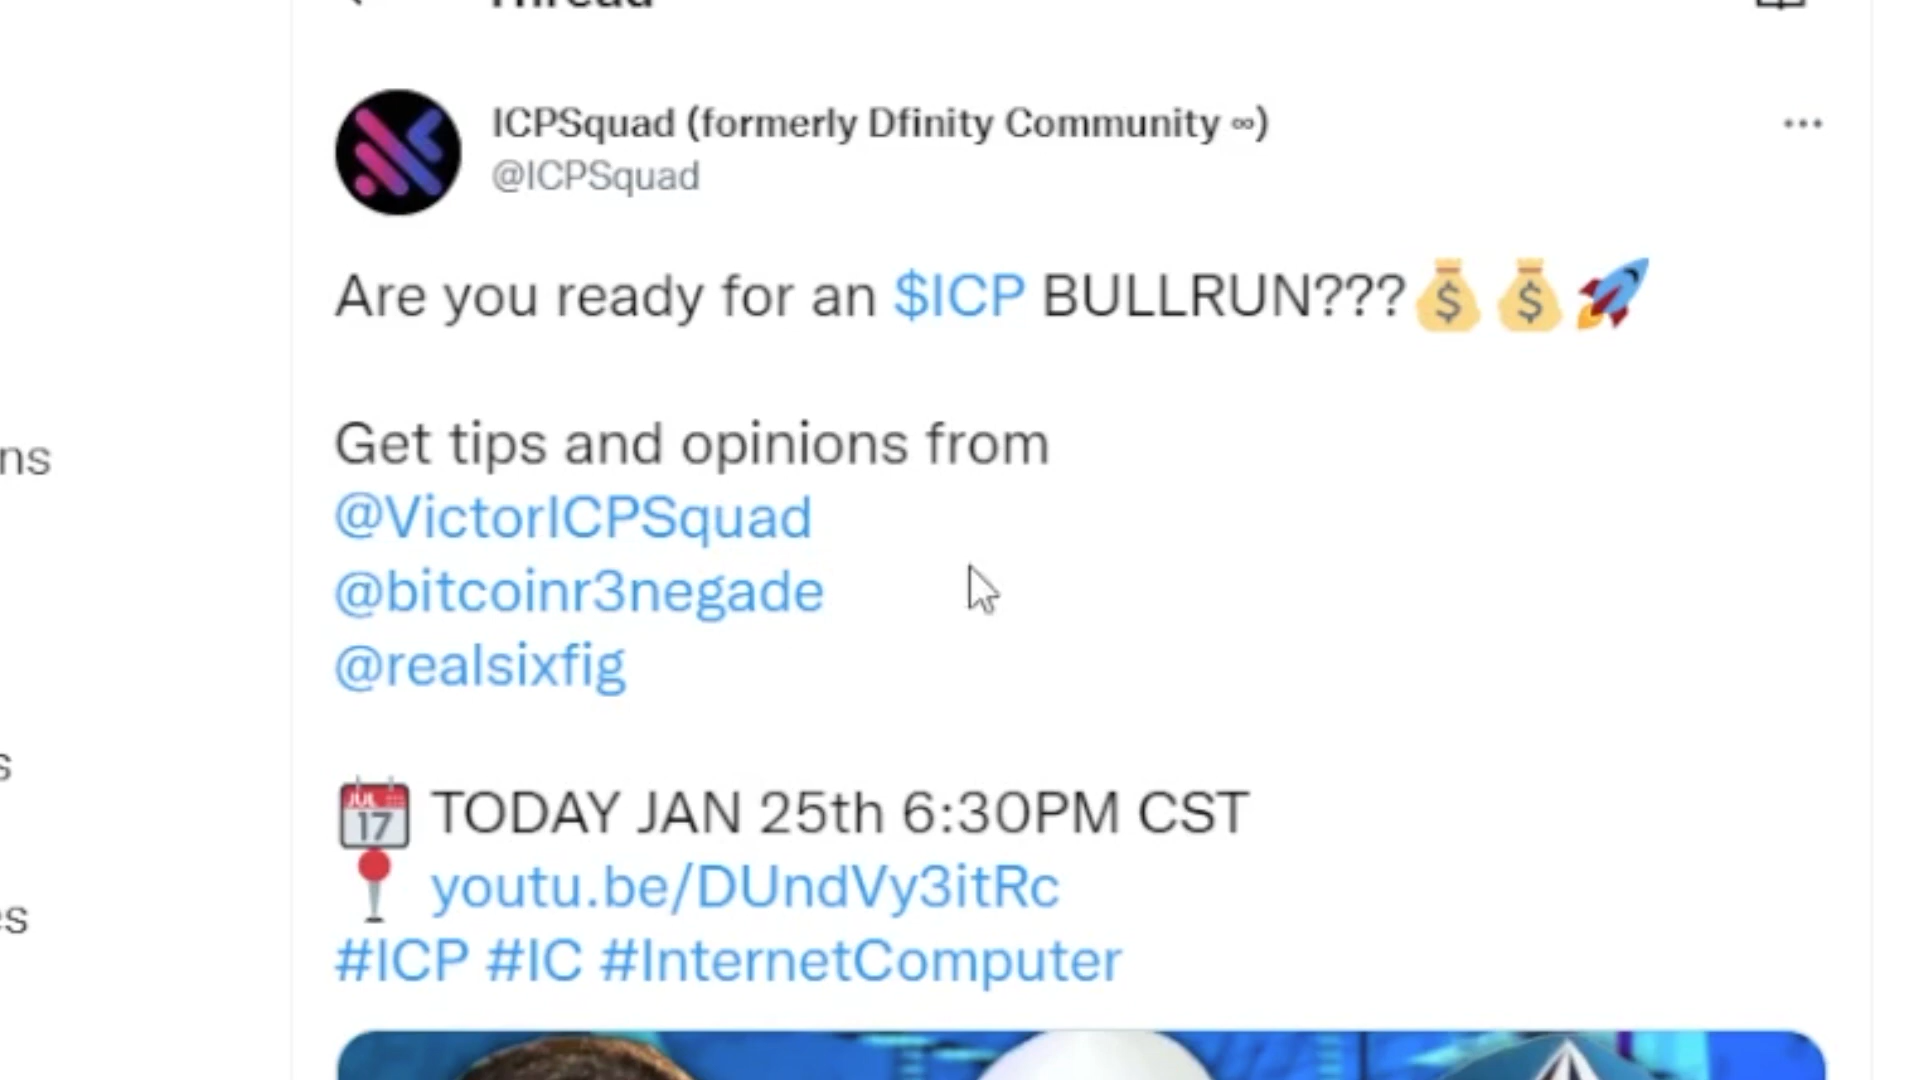 Thread
ICPSquad (formerly Dfinity Community ∞)
@ICPSquad
Are you ready for an $ICP BULLRUN???💰💰🚀
Get tips and opinions from
@VictorICPSquad
@bitcoinr3negade
@realsixfig
📅 TODAY JAN 25th 6:30PM CST
📍 youtu.be/DUndVy3itRc
#ICP #IC #InternetComputer